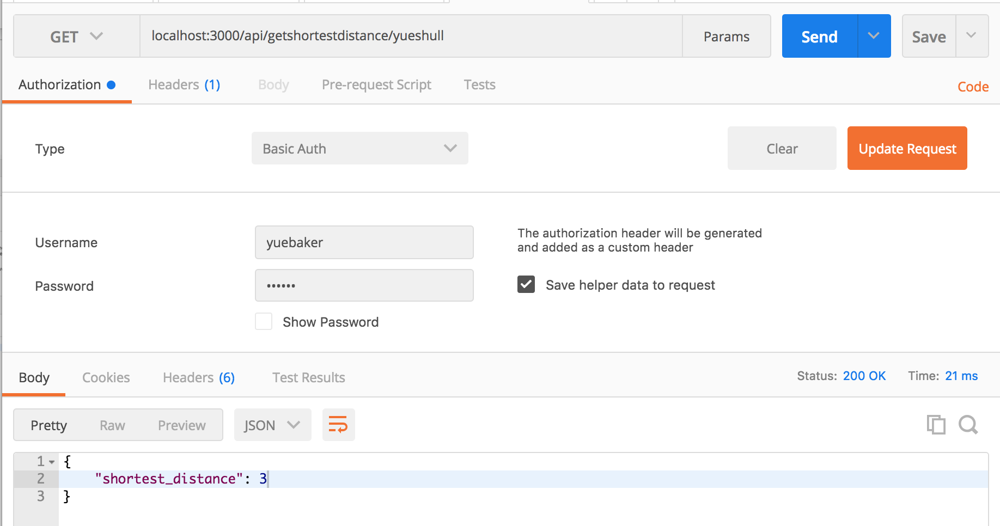 GET localhost:3000/api/getshortestdistance/yueshull Params Send Save
Authorization Headers (1) Body Pre-request Script Tests Code
Type Basic Auth Clear Update Request
Username yuebaker
The authorization header will be generated
and added as a custom header
Password •••••• Save helper data to request
Show Password
Body Cookies Headers (6) Test Results Status: 200 OK Time: 21 ms
Pretty Raw Preview JSON
1 {
2 "shortest_distance": 3
3 }